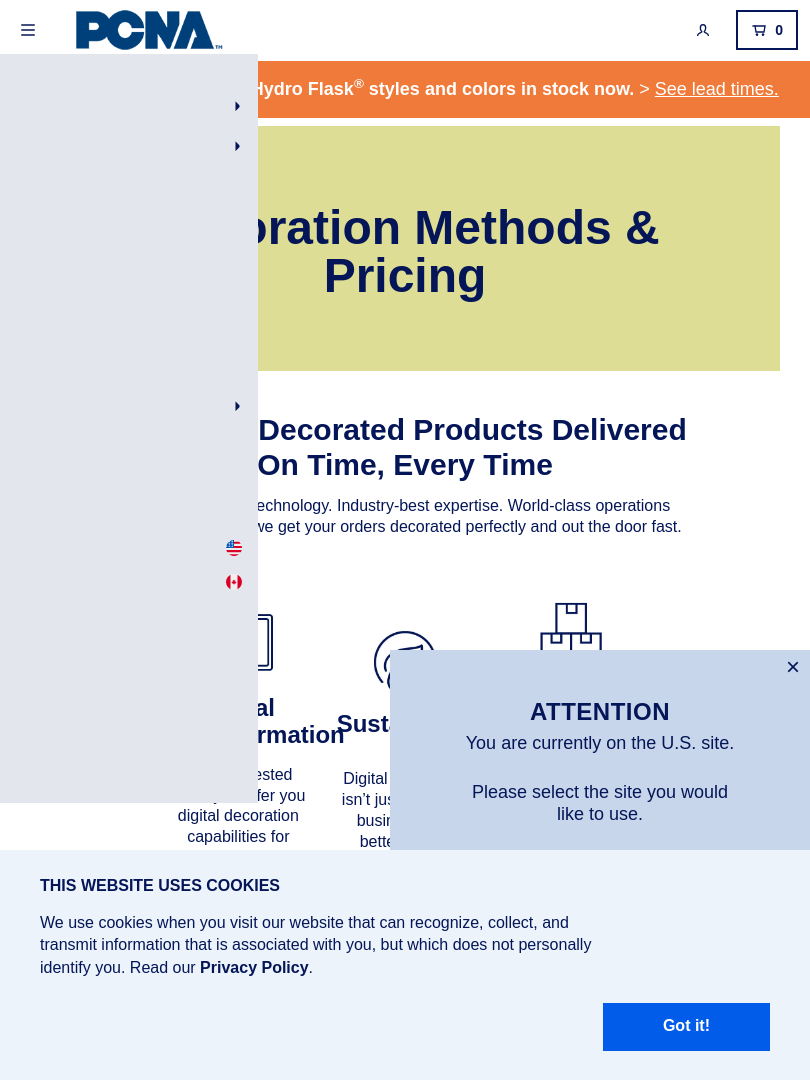 PCNA™
0
Hydro Flask® styles and colors in stock now. > See lead times.
oration Methods &
Pricing
Decorated Products Delivered
On Time, Every Time
echnology. Industry-best expertise. World-class operations
we get your orders decorated perfectly and out the door fast.
al
rmation
ested
fer you
digital decoration
capabilities for
Susta
Digital
isn't jus
busin
bette
×
ATTENTION
You are currently on the U.S. site.
Please select the site you would
like to use.
THIS WEBSITE USES COOKIES
We use cookies when you visit our website that can recognize, collect, and
transmit information that is associated with you, but which does not personally
identify you. Read our Privacy Policy.
Got it!